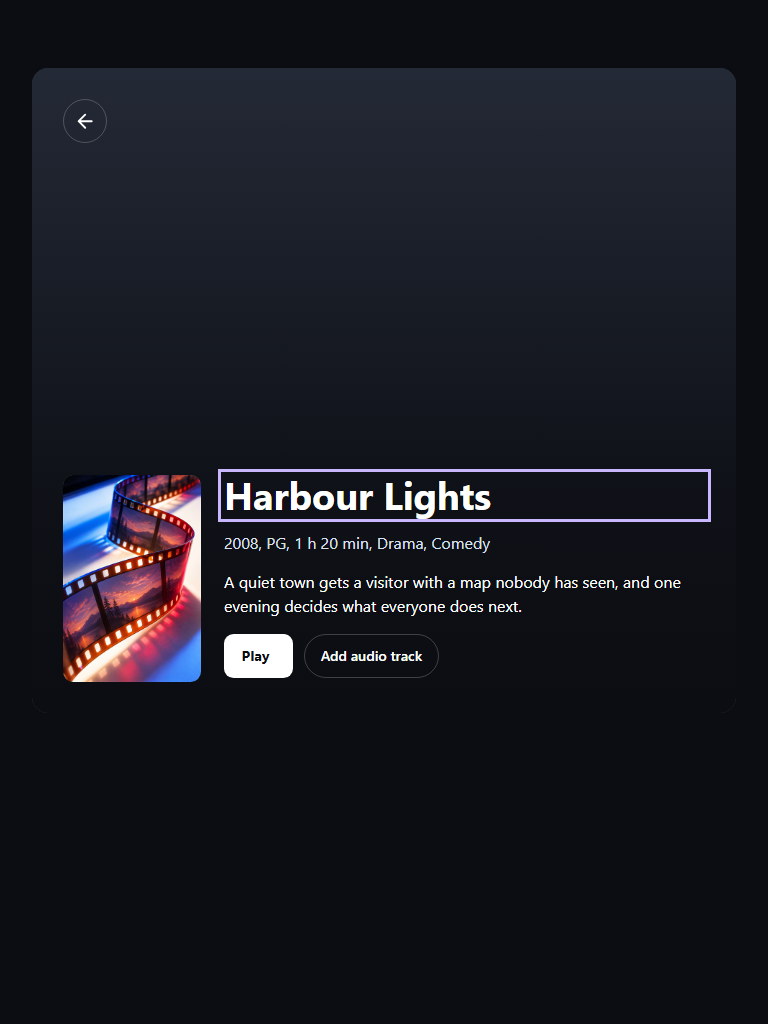 Harbour Lights
2008, PG, 1 h 20 min, Drama, Comedy
A quiet town gets a visitor with a map nobody has seen, and one
evening decides what everyone does next.
Play
Add audio track